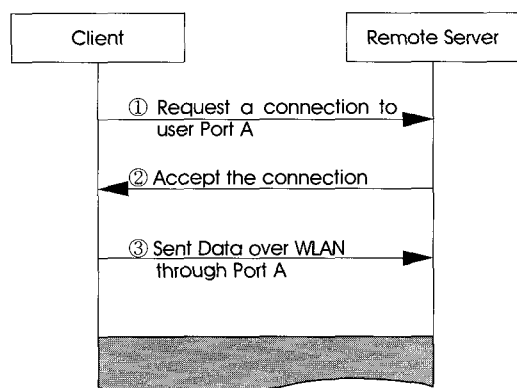 Client
Remote Server
① Request a connection to
user Port A
② Accept the connection
③ Sent Data over WLAN
through Port A